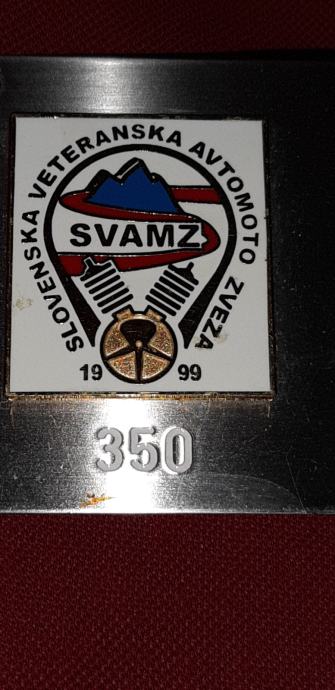 SLOVENSKA VETERANSKA AVTOMOTO ZVEZA
SVAMZ
19 99
350